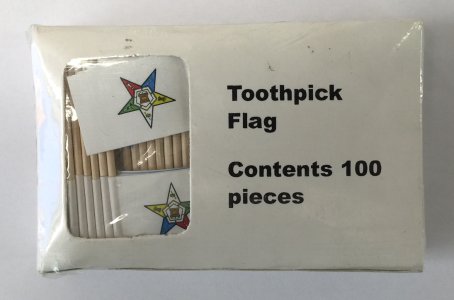 Toothpick
Flag
Contents 100
pieces